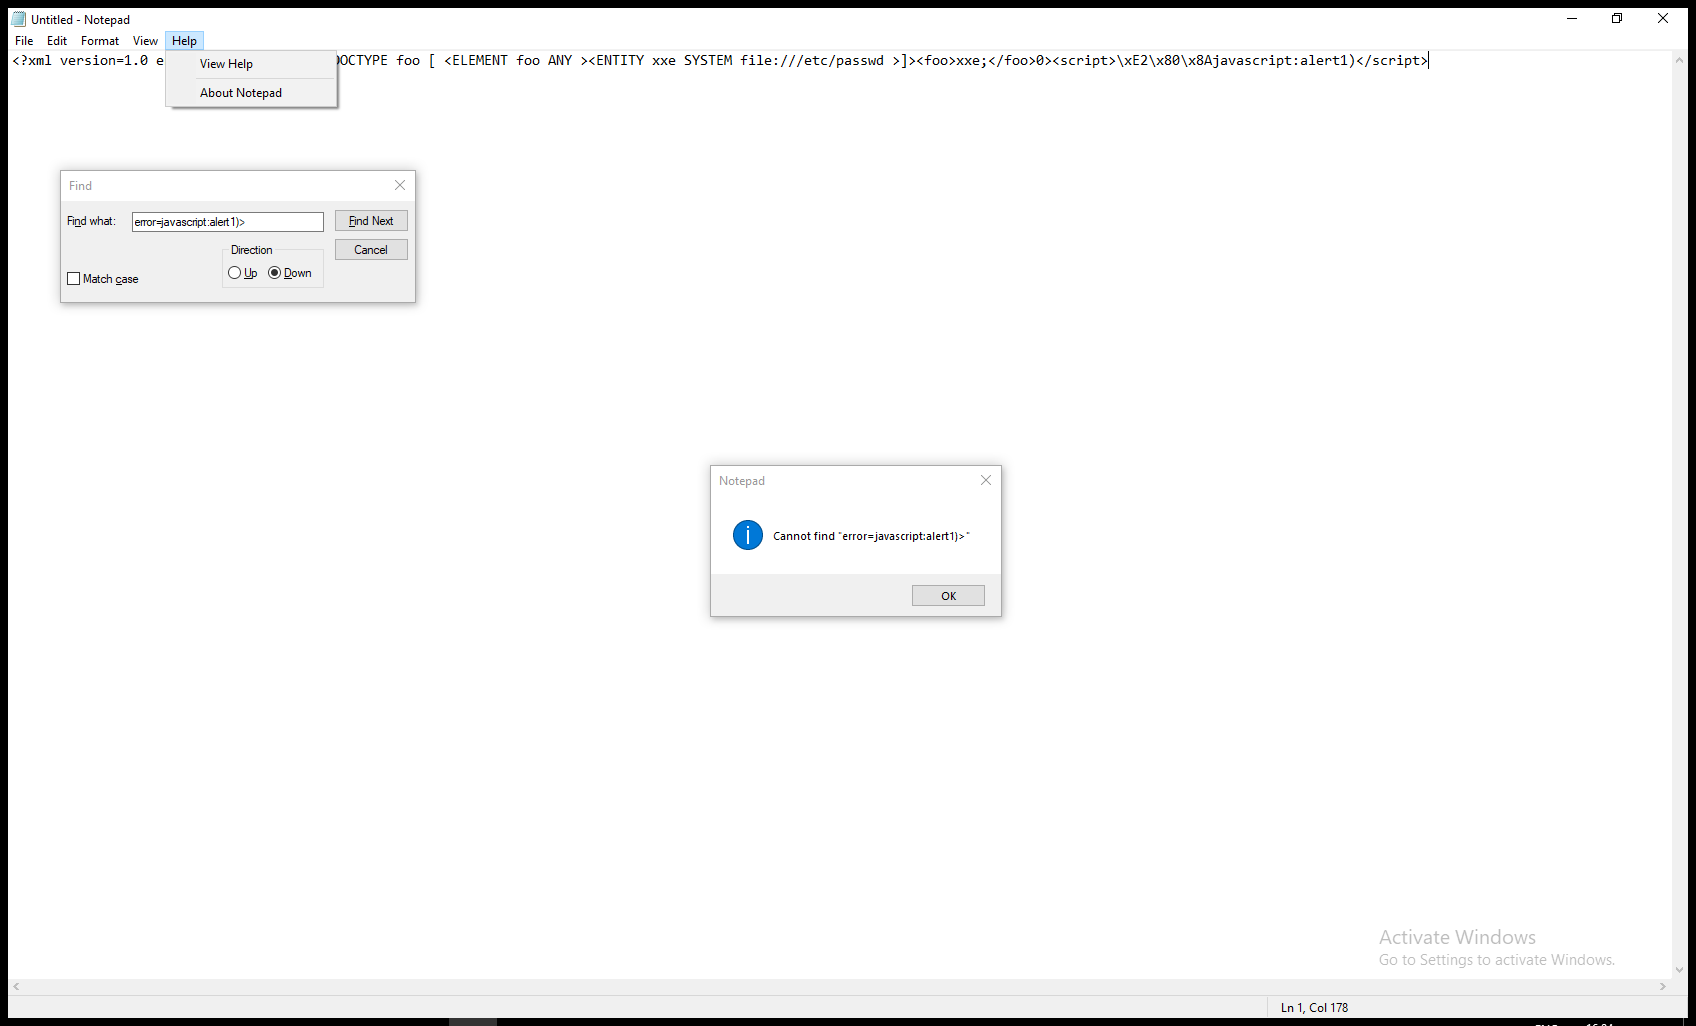 Untitled - Notepad
File Edit Format View Help
<?xml version=1.0 e OCTYPE foo [ <ELEMENT foo ANY ><ENTITY xxe SYSTEM file:///etc/passwd >]><foo>xxe;</foo>0><script>\xE2\x80\x8Ajavascript:alert1)</script>
View Help
About Notepad
Find
Find what: error=javascript:alert1)> Find Next
Direction Cancel
Up Down
Match case
Notepad
Cannot find "error=javascript:alert1)>"
OK
Activate Windows
Go to Settings to activate Windows.
Ln 1, Col 178